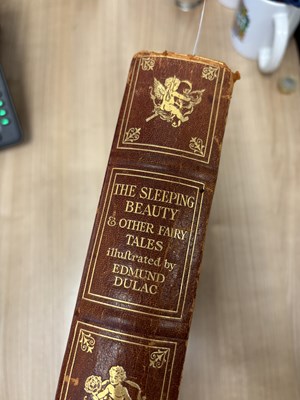 THE SLEEPING
BEAUTY
& OTHER FAIRY
TALES
illustrated by
EDMUND
DULAC